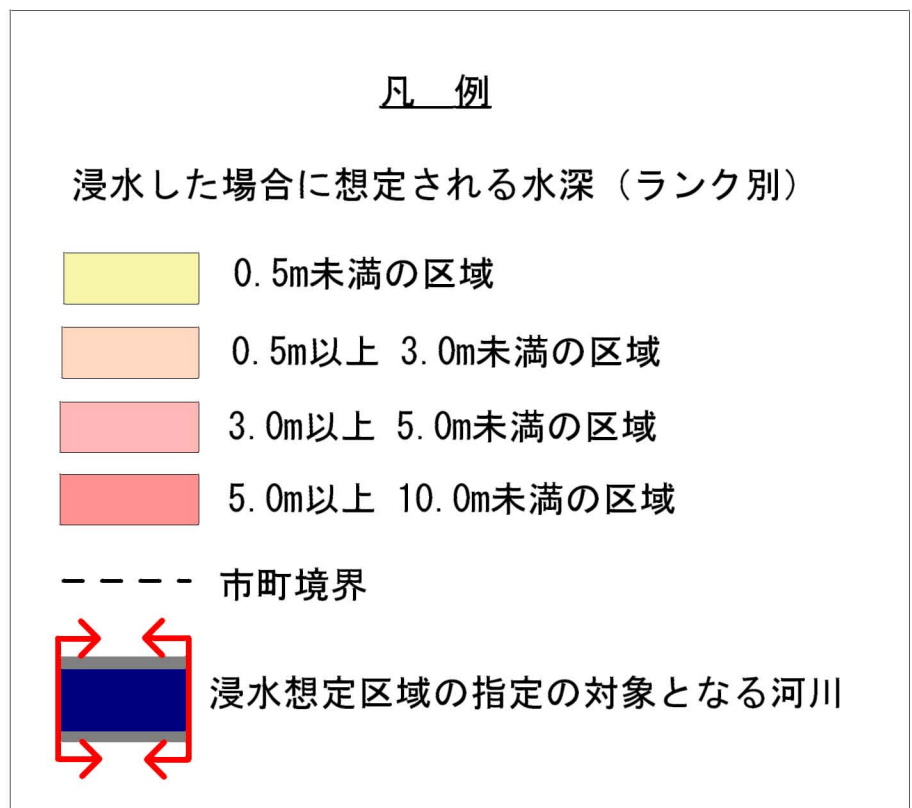 凡 例
浸水した場合に想定される水深（ランク別）
0.5m未満の区域
0.5m以上 3.0m未満の区域
3.0m以上 5.0m未満の区域
5.0m以上 10.0m未満の区域
市町境界
浸水想定区域の指定の対象となる河川